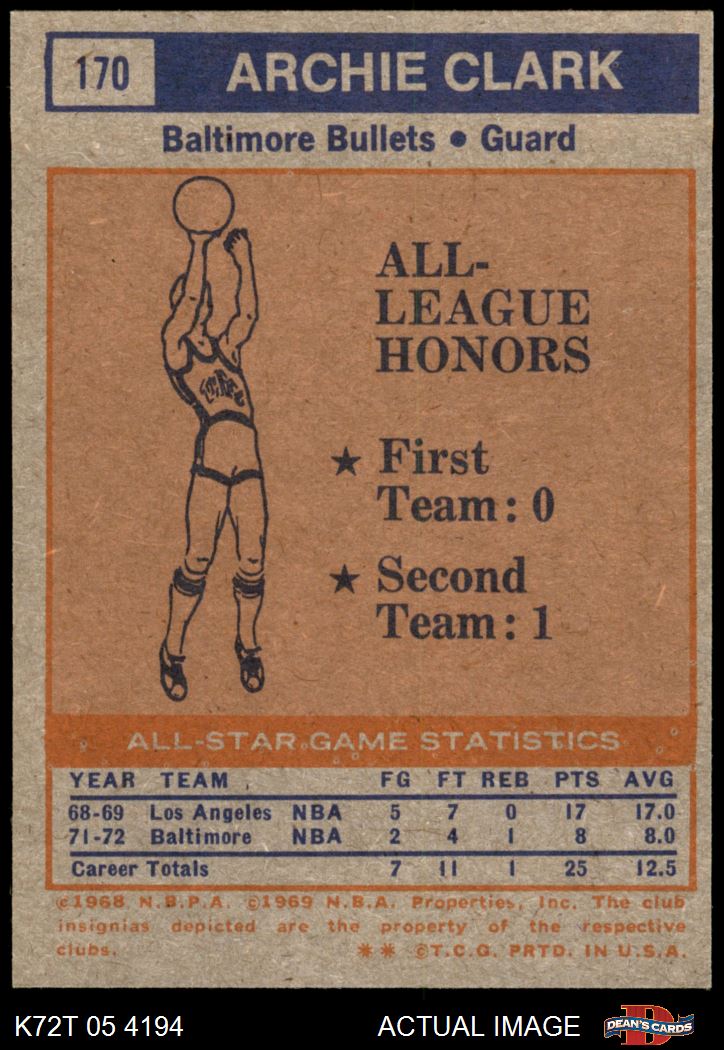 170 ARCHIE CLARK
Baltimore Bullets • Guard
ALL-
LEAGUE
HONORS
★ First
Team: 0
★ Second
Team: 1
ALL-STAR GAME STATISTICS
YEAR TEAM FG FT REB PTS AVG
68-69 Los Angeles NBA 5 7 0 17 17.0
71-72 Baltimore NBA 2 4 1 8 8.0
Career Totals 7 11 1 25 12.5
©1968 N.B.P.A. ©1969 N.B.A. Properties, Inc. The club
insignias depicted are the property of the respective
clubs. ** ©T.C.G. PRTD. IN U.S.A.
K72T 05 4194 ACTUAL IMAGE DEAN'S CARDS